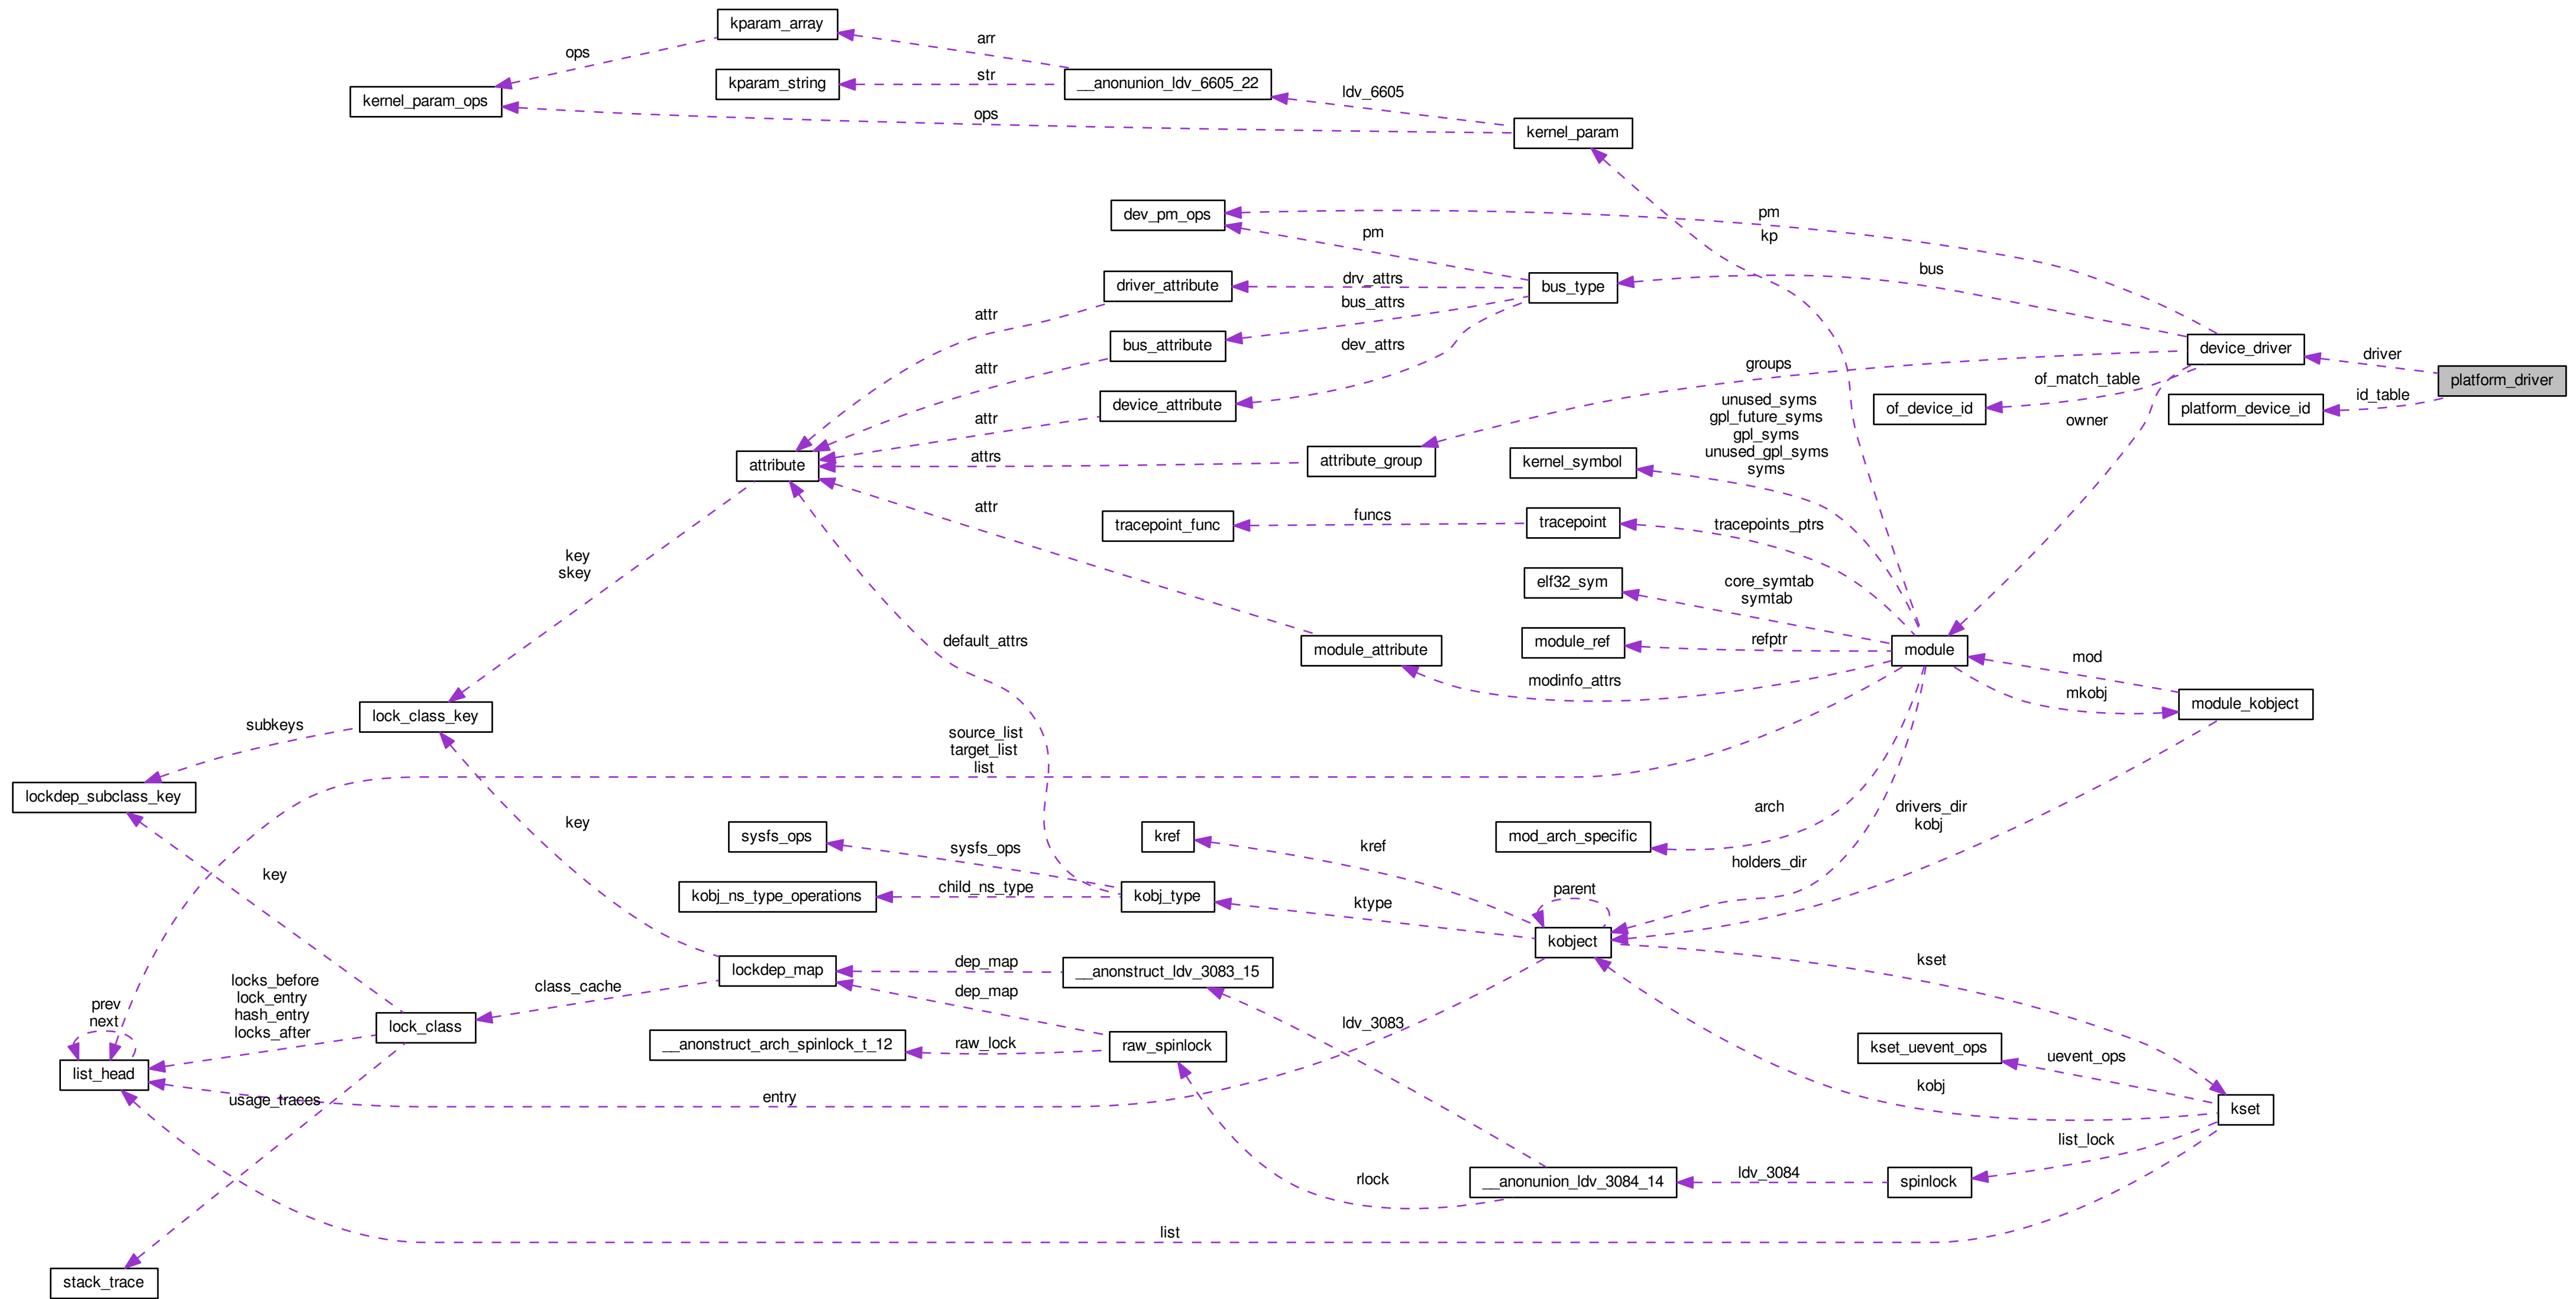 kparam_array
arr
ops
kparam_string
str
__anonunion_ldv_6605_22
ldv_6605
kernel_param_ops
ops
kernel_param
dev_pm_ops
pm
kp
pm
bus
driver_attribute
drv_attrs
bus_type
bus_attrs
attr
bus_attribute
dev_attrs
device_driver
driver
platform_driver
attr
groups
of_match_table
id_table
device_attribute
unused_syms
gpl_future_syms
gpl_syms
unused_gpl_syms
syms
of_device_id
platform_device_id
attr
owner
attribute
attrs
attribute_group
kernel_symbol
attr
tracepoint_func
funcs
tracepoint
tracepoints_ptrs
key
skey
elf32_sym
core_symtab
symtab
default_attrs
module_attribute
module_ref
refptr
module
mod
modinfo_attrs
mkobj
module_kobject
lock_class_key
subkeys
source_list
target_list
list
lockdep_subclass_key
key
sysfs_ops
sysfs_ops
kref
kref
mod_arch_specific
arch
drivers_dir
kobj
holders_dir
key
kobj_ns_type_operations
child_ns_type
kobj_type
ktype
parent
kobject
kset
lockdep_map
dep_map
__anonstruct_ldv_3083_15
class_cache
dep_map
locks_before
lock_entry
hash_entry
locks_after
prev
next
lock_class
ldv_3083
__anonstruct_arch_spinlock_t_12
raw_lock
raw_spinlock
kset_uevent_ops
uevent_ops
list_head
usage_traces
entry
kobj
kset
list_lock
rlock
__anonunion_ldv_3084_14
ldv_3084
spinlock
list
stack_trace